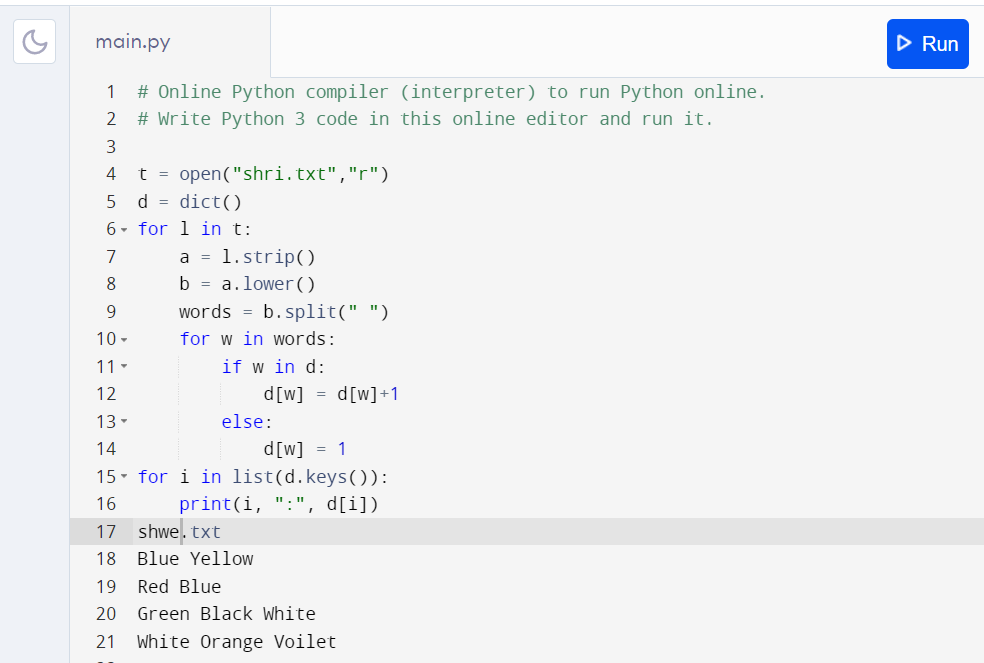 main.py
Run
1 # Online Python compiler (interpreter) to run Python online.
2 # Write Python 3 code in this online editor and run it.
3
4 t = open("shri.txt","r")
5 d = dict()
6 for l in t:
7     a = l.strip()
8     b = a.lower()
9     words = b.split(" ")
10     for w in words:
11         if w in d:
12             d[w] = d[w]+1
13         else:
14             d[w] = 1
15 for i in list(d.keys()):
16     print(i, ":", d[i])
17 shwe.txt
18 Blue Yellow
19 Red Blue
20 Green Black White
21 White Orange Voilet